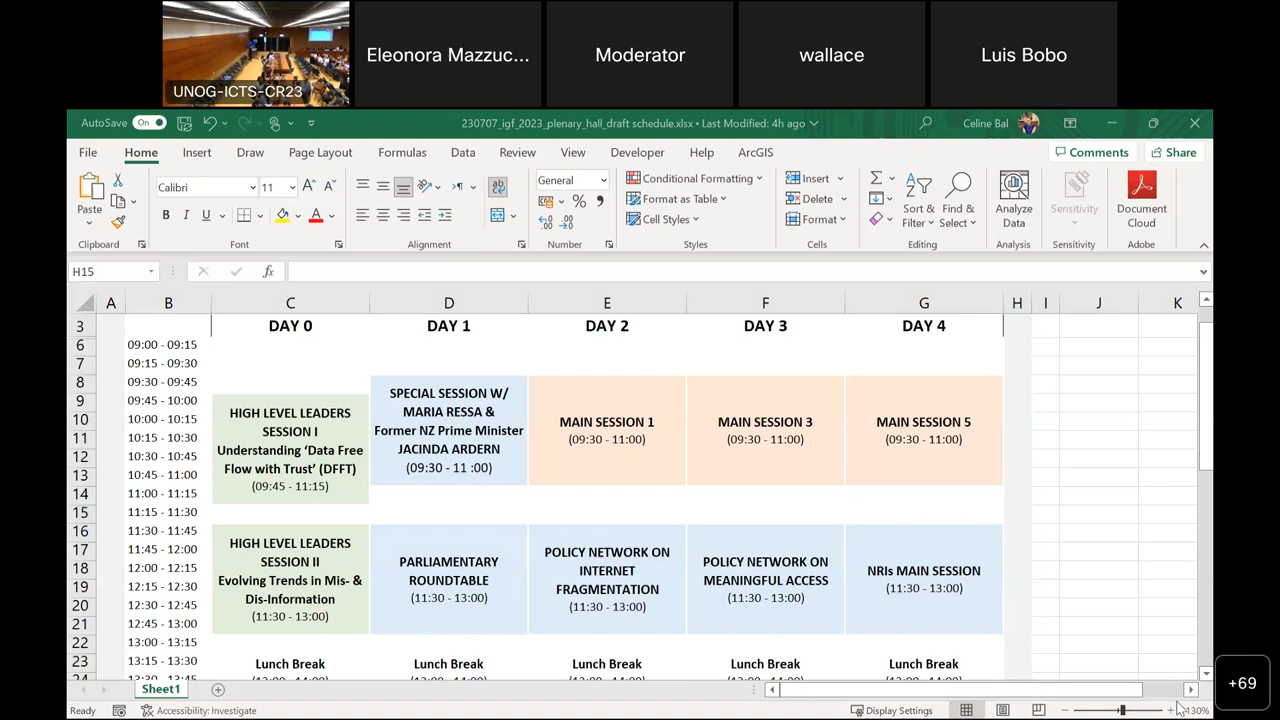 UNOG-ICTS-CR23
Eleonora Mazzuc...
Moderator
wallace
Luis Bobo
AutoSave On
230707_igf_2023_plenary_hall_draft schedule.xlsx • Last Modified: 4h ago
Celine Bal
File Home Insert Draw Page Layout Formulas Data Review View Developer Help ArcGIS
Comments Share
Paste
Calibri 11
B I U
ab
General
Conditional Formatting
Format as Table
Cell Styles
Insert
Delete
Format
Sort & Filter
Find & Select
Analyze Data
Sensitivity
Document Cloud
Clipboard Font Alignment Number Styles Cells Editing Analysis Sensitivity Adobe
H15
fx
A B C D E F G H I J K
3 DAY 0 DAY 1 DAY 2 DAY 3 DAY 4
6 09:00 - 09:15
7 09:15 - 09:30
8 09:30 - 09:45
9 09:45 - 10:00
10 10:00 - 10:15
11 10:15 - 10:30
12 10:30 - 10:45
13 10:45 - 11:00
14 11:00 - 11:15
15 11:15 - 11:30
16 11:30 - 11:45
17 11:45 - 12:00
18 12:00 - 12:15
19 12:15 - 12:30
20 12:30 - 12:45
21 12:45 - 13:00
22 13:00 - 13:15
23 13:15 - 13:30
HIGH LEVEL LEADERS
SESSION I
Understanding ‘Data Free
Flow with Trust’ (DFFT)
(09:45 - 11:15)
SPECIAL SESSION W/
MARIA RESSA &
Former NZ Prime Minister
JACINDA ARDERN
(09:30 - 11 :00)
MAIN SESSION 1
(09:30 - 11:00)
MAIN SESSION 3
(09:30 - 11:00)
MAIN SESSION 5
(09:30 - 11:00)
HIGH LEVEL LEADERS
SESSION II
Evolving Trends in Mis- &
Dis-Information
(11:30 - 13:00)
PARLIAMENTARY
ROUNDTABLE
(11:30 - 13:00)
POLICY NETWORK ON
INTERNET
FRAGMENTATION
(11:30 - 13:00)
POLICY NETWORK ON
MEANINGFUL ACCESS
(11:30 - 13:00)
NRIs MAIN SESSION
(11:30 - 13:00)
Lunch Break Lunch Break Lunch Break Lunch Break Lunch Break
Sheet1
+69
Ready
Accessibility: Investigate
Display Settings
130%